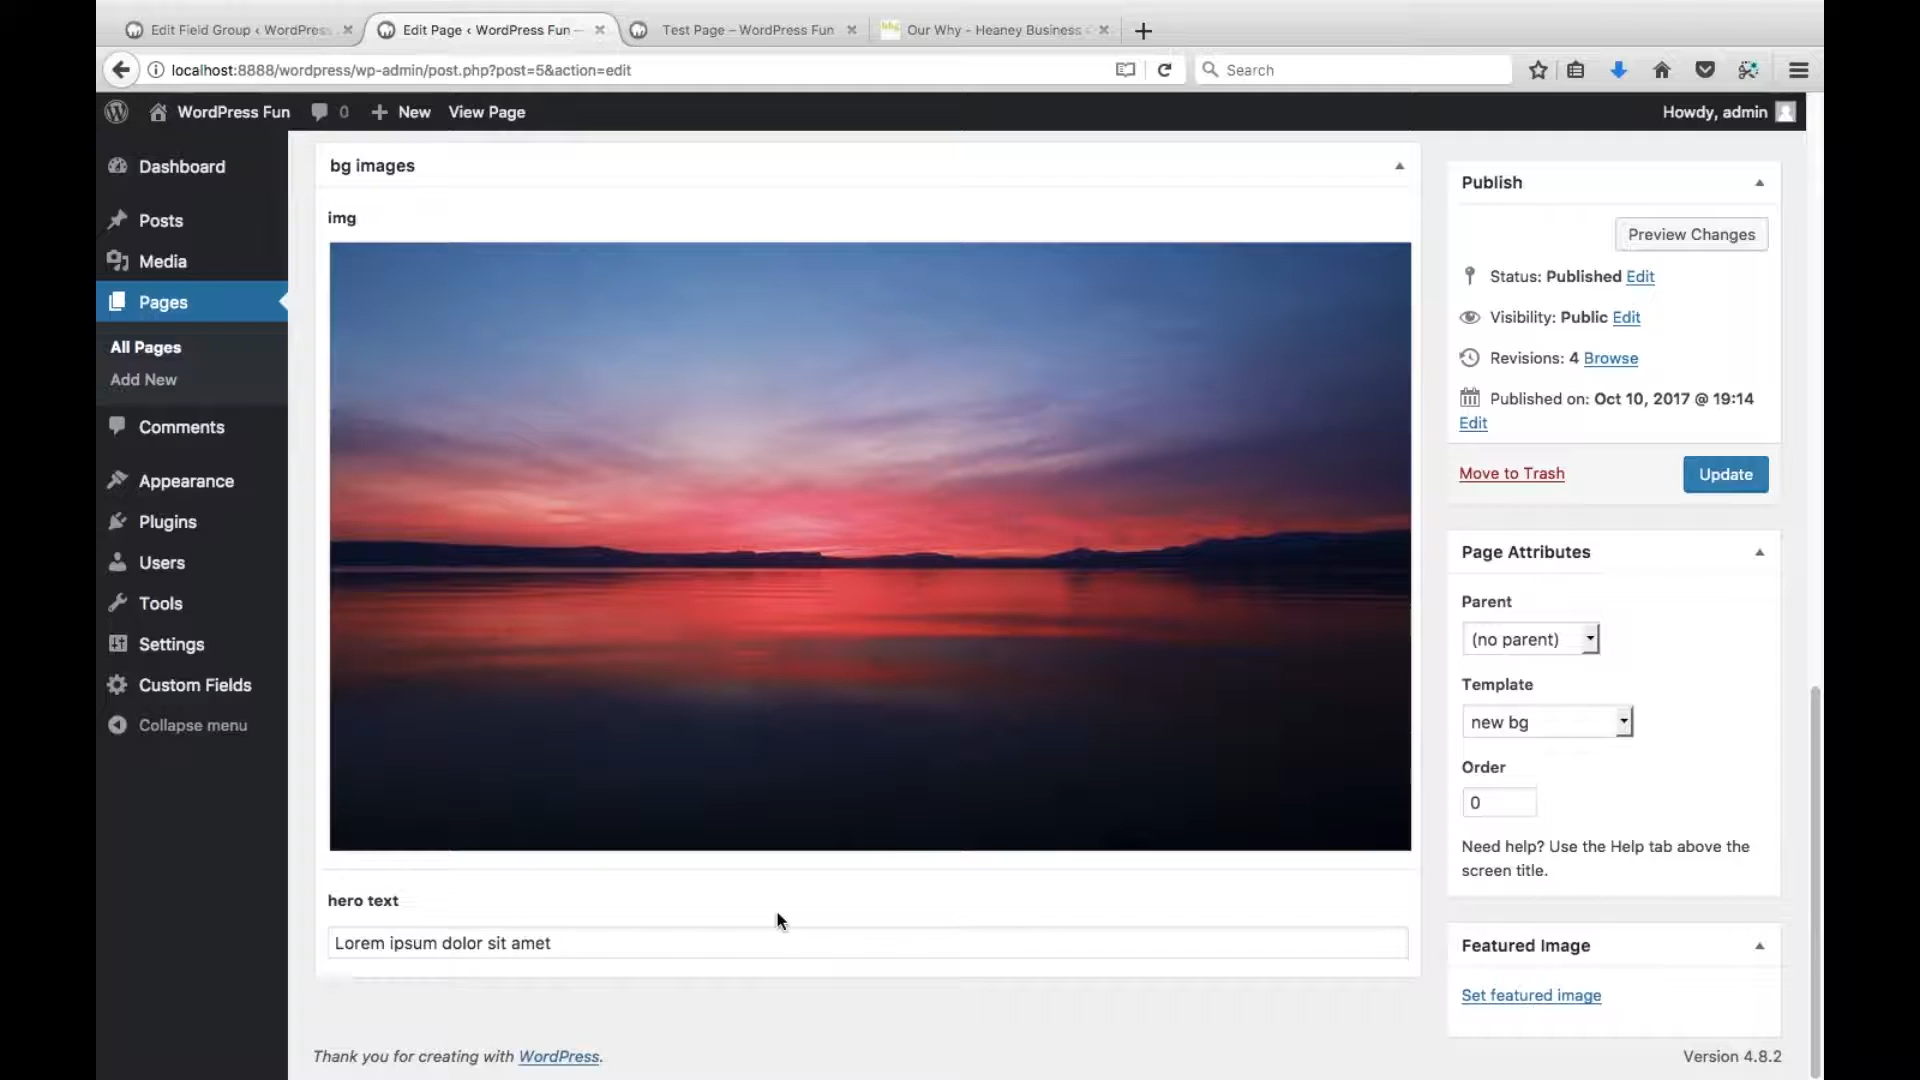 Edit Field Group ‹ WordPress
Edit Page ‹ WordPress Fun —
Test Page – WordPress Fun
Our Why - Heaney Business
localhost:8888/wordpress/wp-admin/post.php?post=5&action=edit
Search
WordPress Fun
0
New
View Page
Howdy, admin
Dashboard
Posts
Media
Pages
All Pages
Add New
Comments
Appearance
Plugins
Users
Tools
Settings
Custom Fields
Collapse menu
bg images
img
hero text
Lorem ipsum dolor sit amet
Publish
Preview Changes
Status: Published Edit
Visibility: Public Edit
Revisions: 4 Browse
Published on: Oct 10, 2017 @ 19:14
Edit
Move to Trash
Update
Page Attributes
Parent
(no parent)
Template
new bg
Order
0
Need help? Use the Help tab above the
screen title.
Featured Image
Set featured image
Thank you for creating with WordPress.
Version 4.8.2